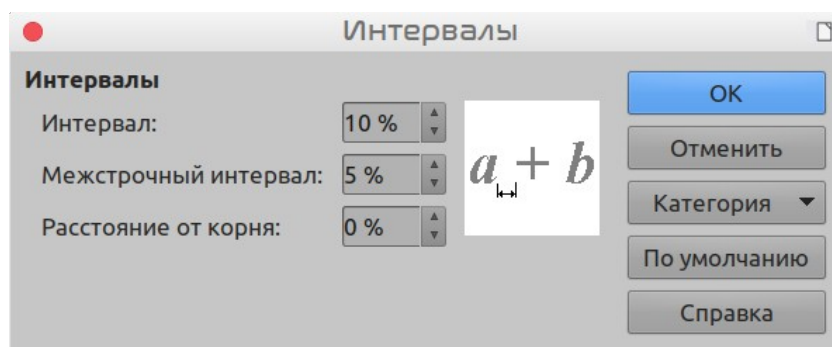 Интервалы
Интервалы
Интервал: 10 %
Межстрочный интервал: 5 %
Расстояние от корня: 0 %
a + b
OK
Отменить
Категория
По умолчанию
Справка